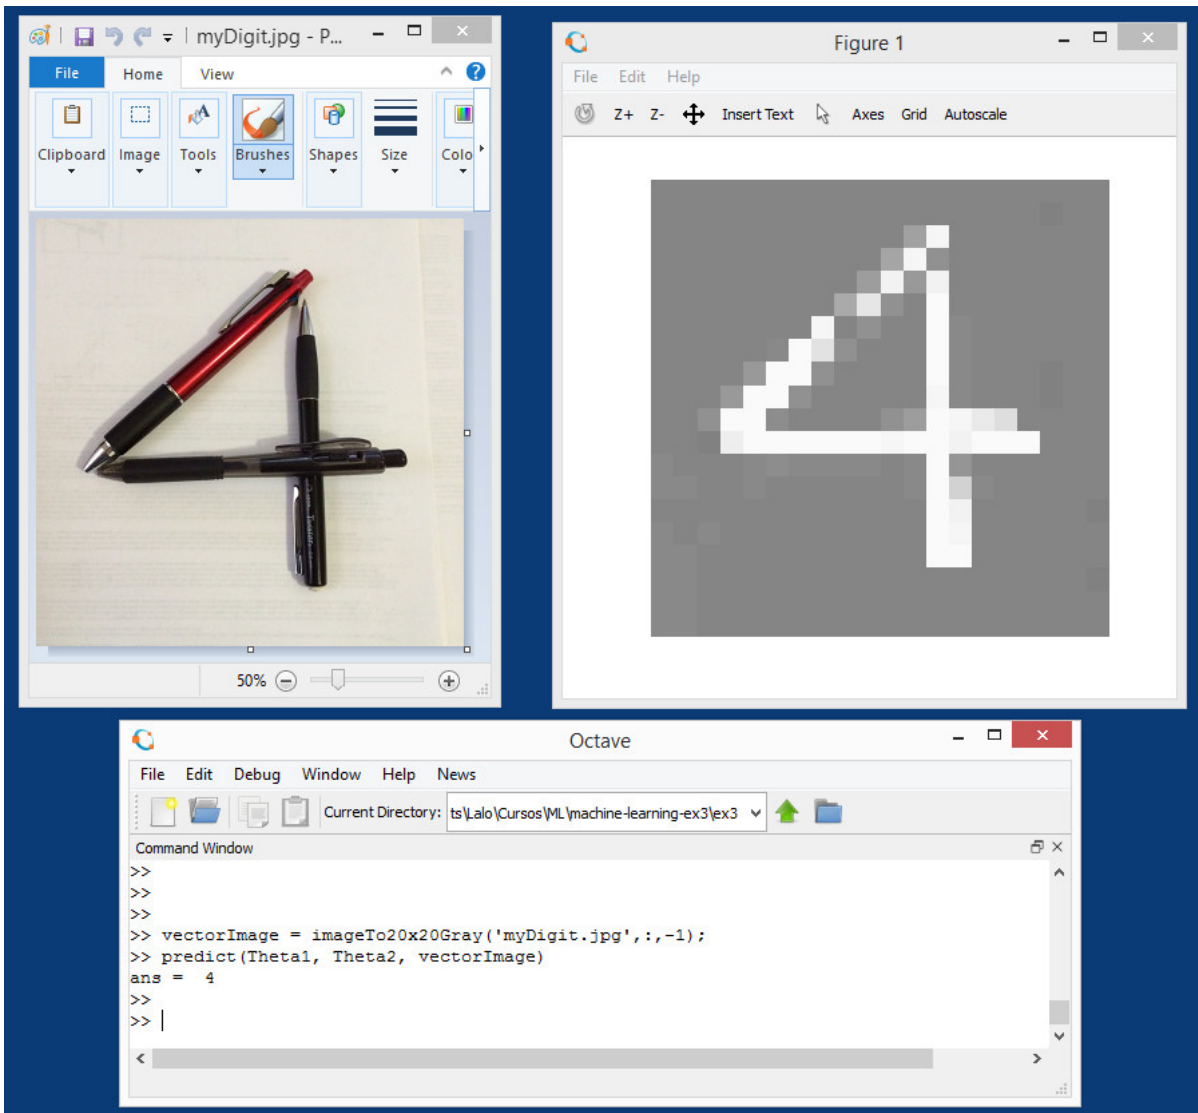 myDigit.jpg - P...
File Home View
Clipboard Image Tools Brushes Shapes Size Colo
50%
Figure 1
File Edit Help
Z+ Z- Insert Text Axes Grid Autoscale
Octave
File Edit Debug Window Help News
Current Directory: ts\Lalo\Cursos\ML\machine-learning-ex3\ex3
Command Window
>>
>>
>>
>> vectorImage = imageTo20x20Gray('myDigit.jpg',:,-1);
>> predict(Theta1, Theta2, vectorImage)
ans =  4
>>
>>